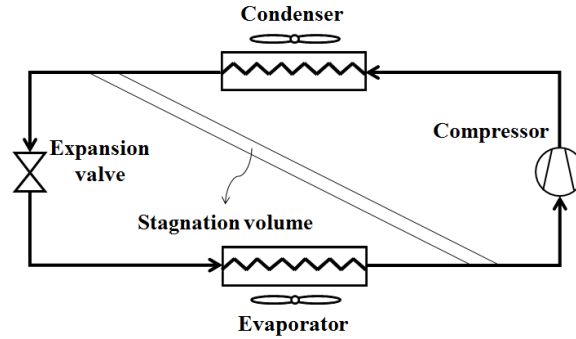 Condenser
Compressor
Expansion
valve
Stagnation volume
Evaporator